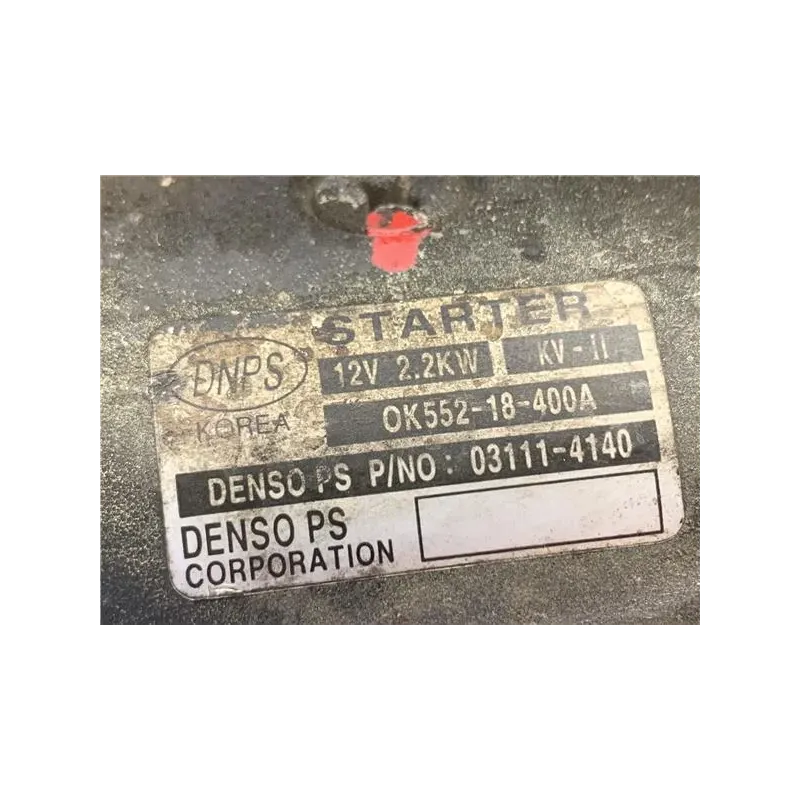 STARTER
DNPS
12V 2.2KW
KV-II
KOREA
OK552-18-400A
DENSO PS P/NO: 03111-4140
DENSO PS
CORPORATION